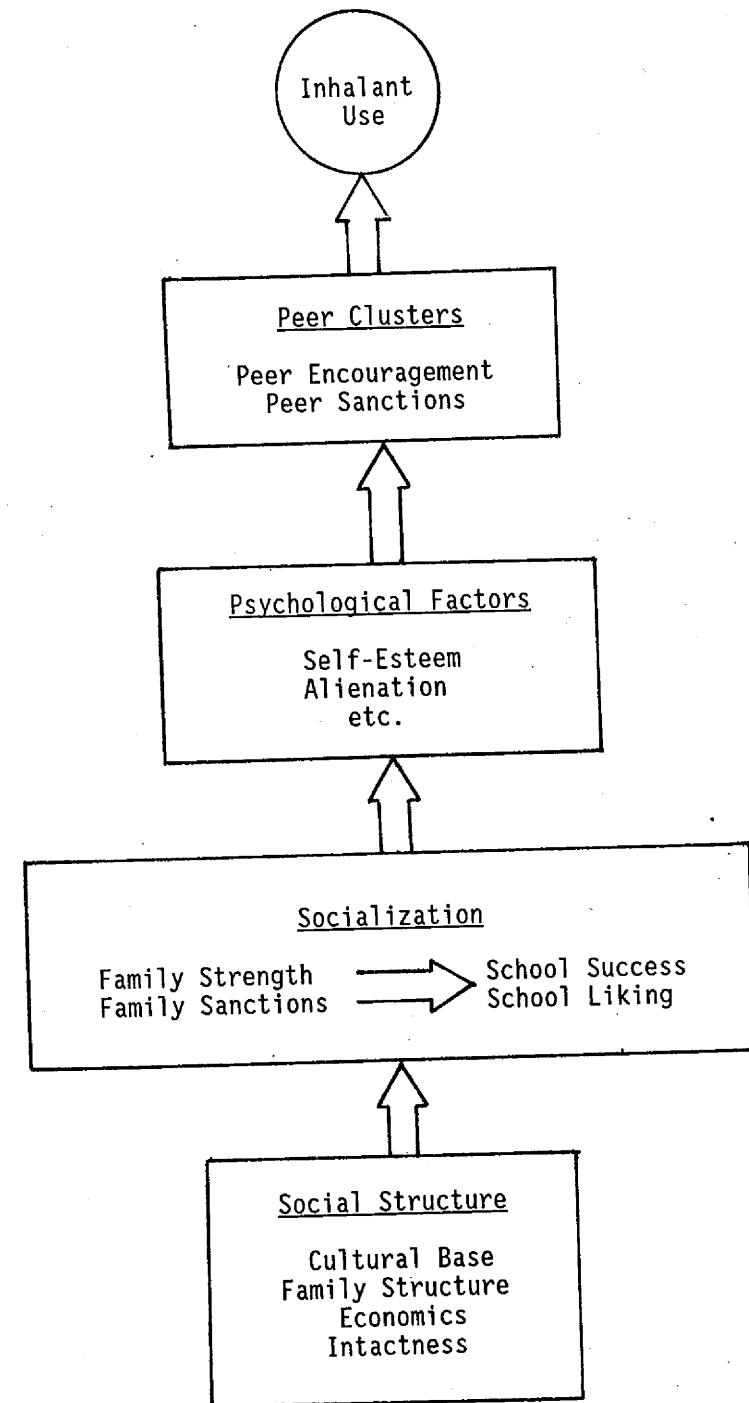 Inhalant
Use
Peer Clusters
Peer Encouragement
Peer Sanctions
Psychological Factors
Self-Esteem
Alienation
etc.
Socialization
Family Strength
Family Sanctions
School Success
School Liking
Social Structure
Cultural Base
Family Structure
Economics
Intactness